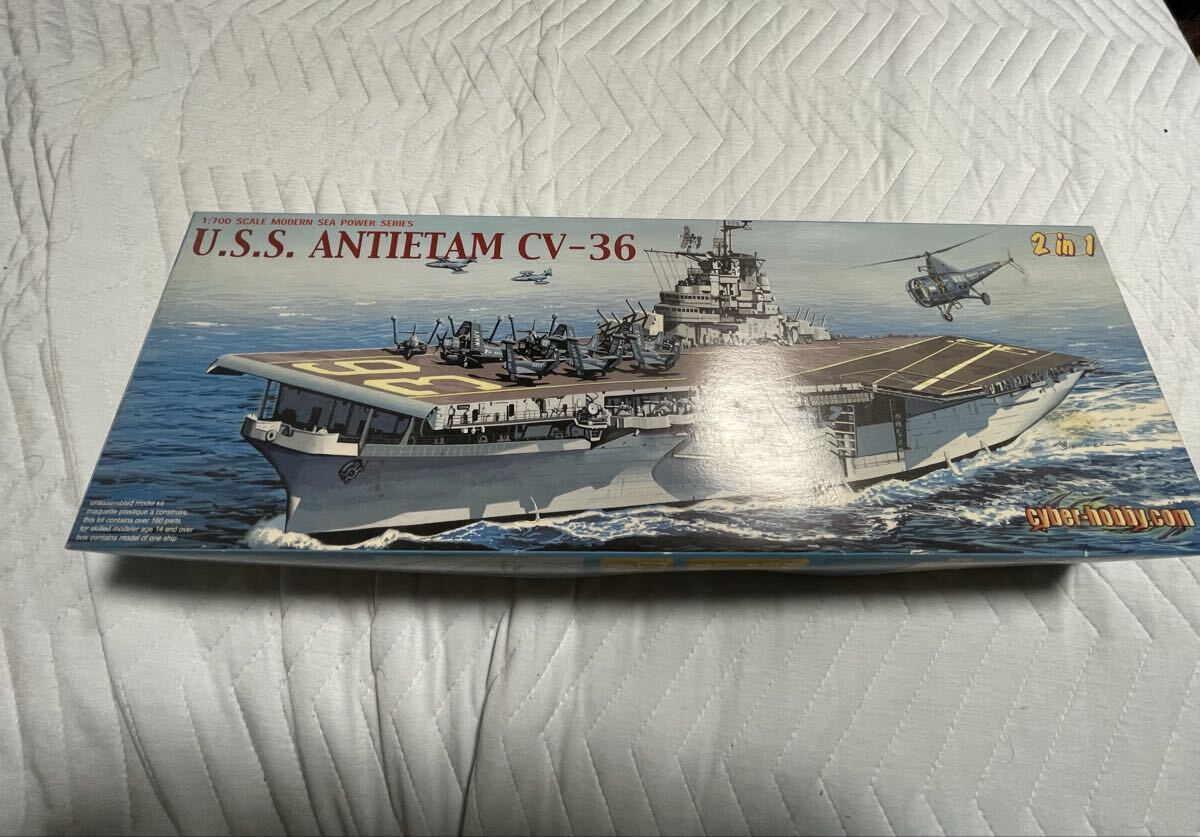 1:700 SCALE MODERN SEA POWER SERIES
U.S.S. ANTIETAM CV-36
2 in 1
36
unassembled model kit
maquette plastique a construire
this kit contains over 160 parts
for skilled modeler age 14 and over
box contains model of one ship
cyber-hobby.com